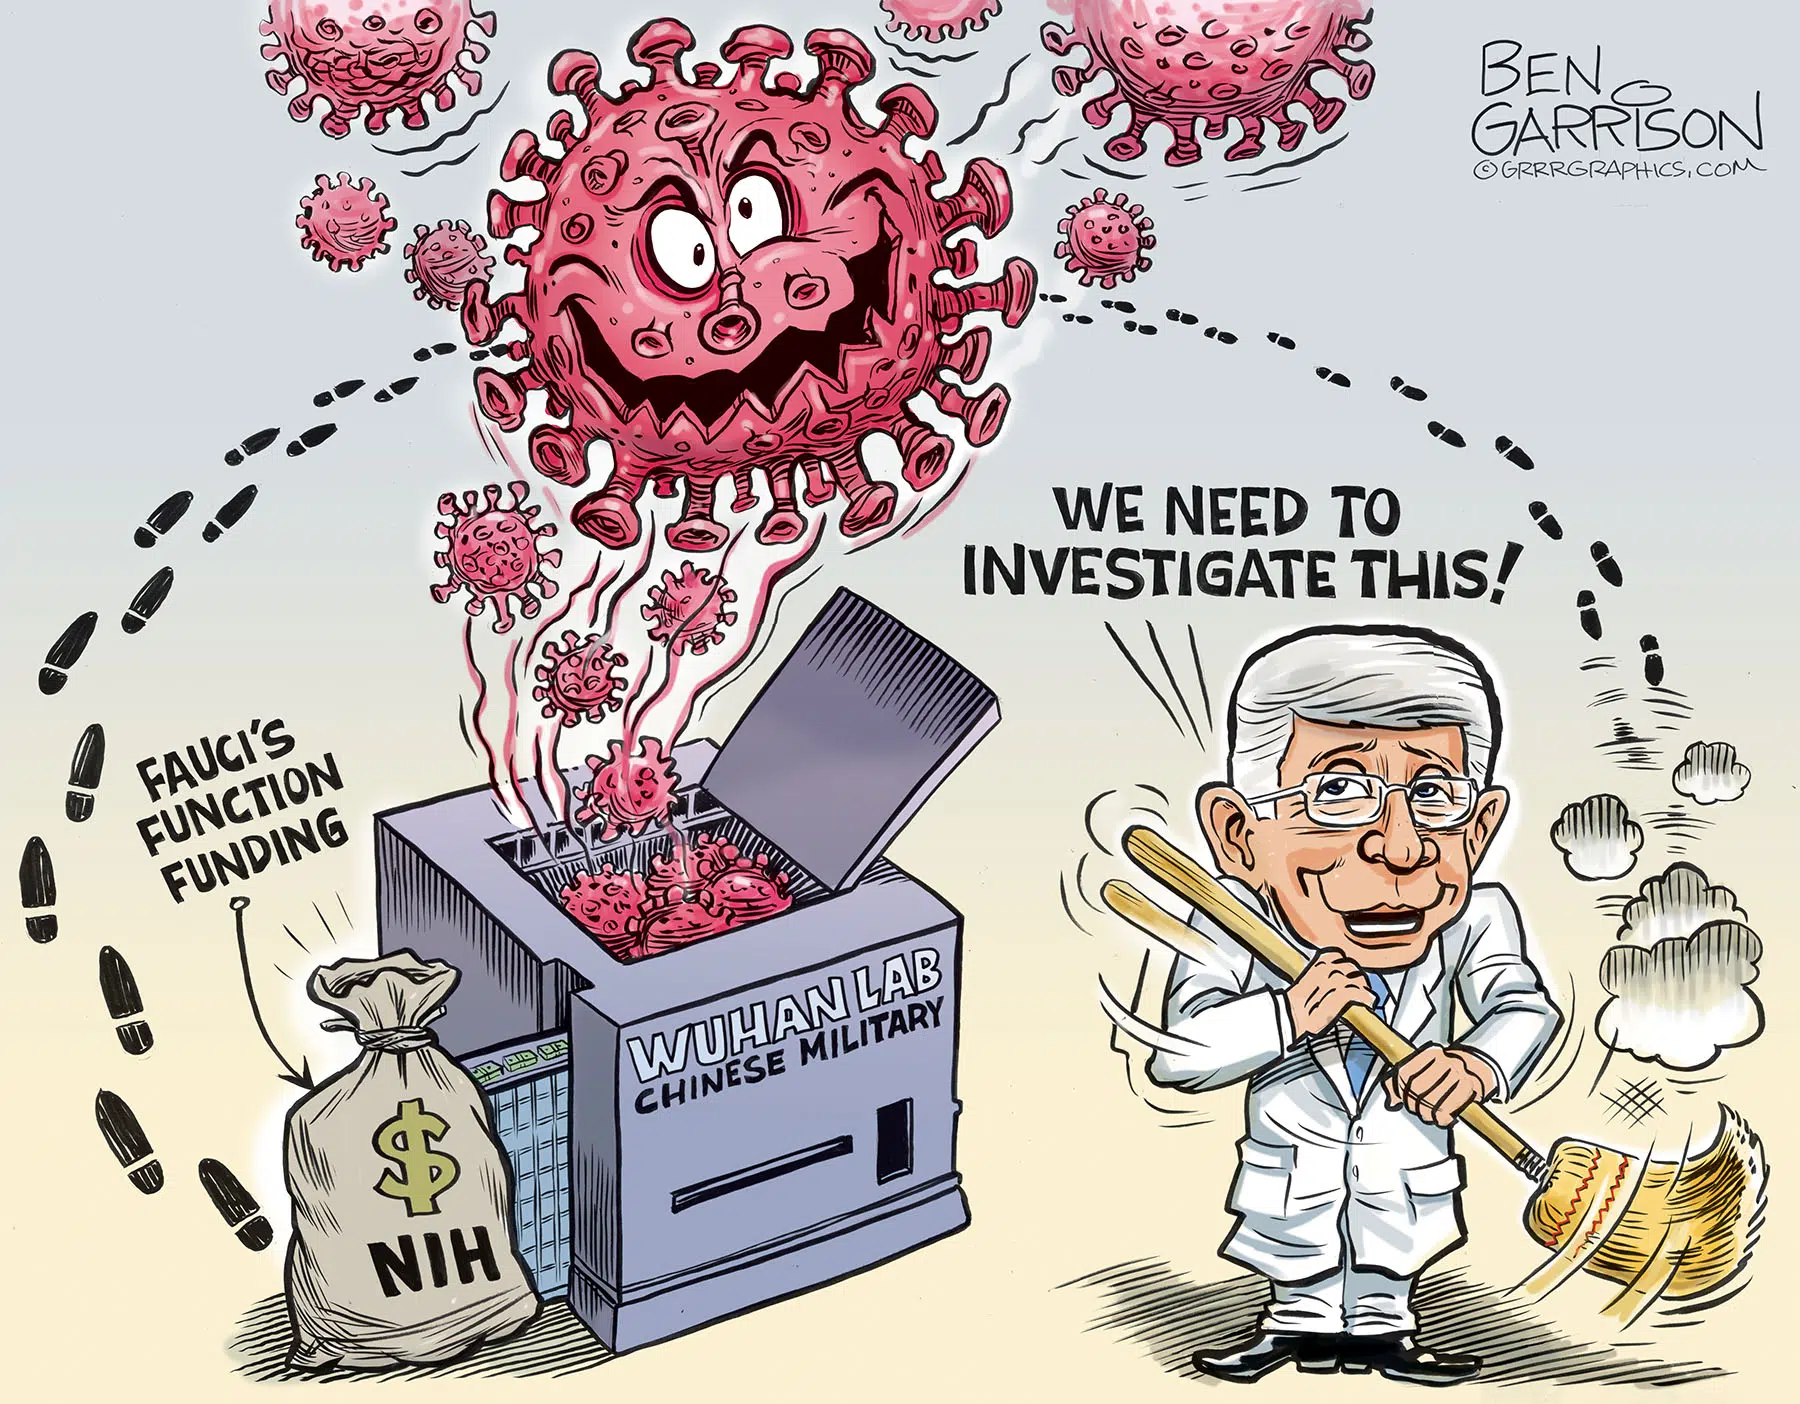 BEN
GARRISON
©GRRRGRAPHICS.COM
WE NEED TO
INVESTIGATE THIS!
FAUCI'S
FUNCTION
FUNDING
WUHAN LAB
CHINESE MILITARY
$
NIH